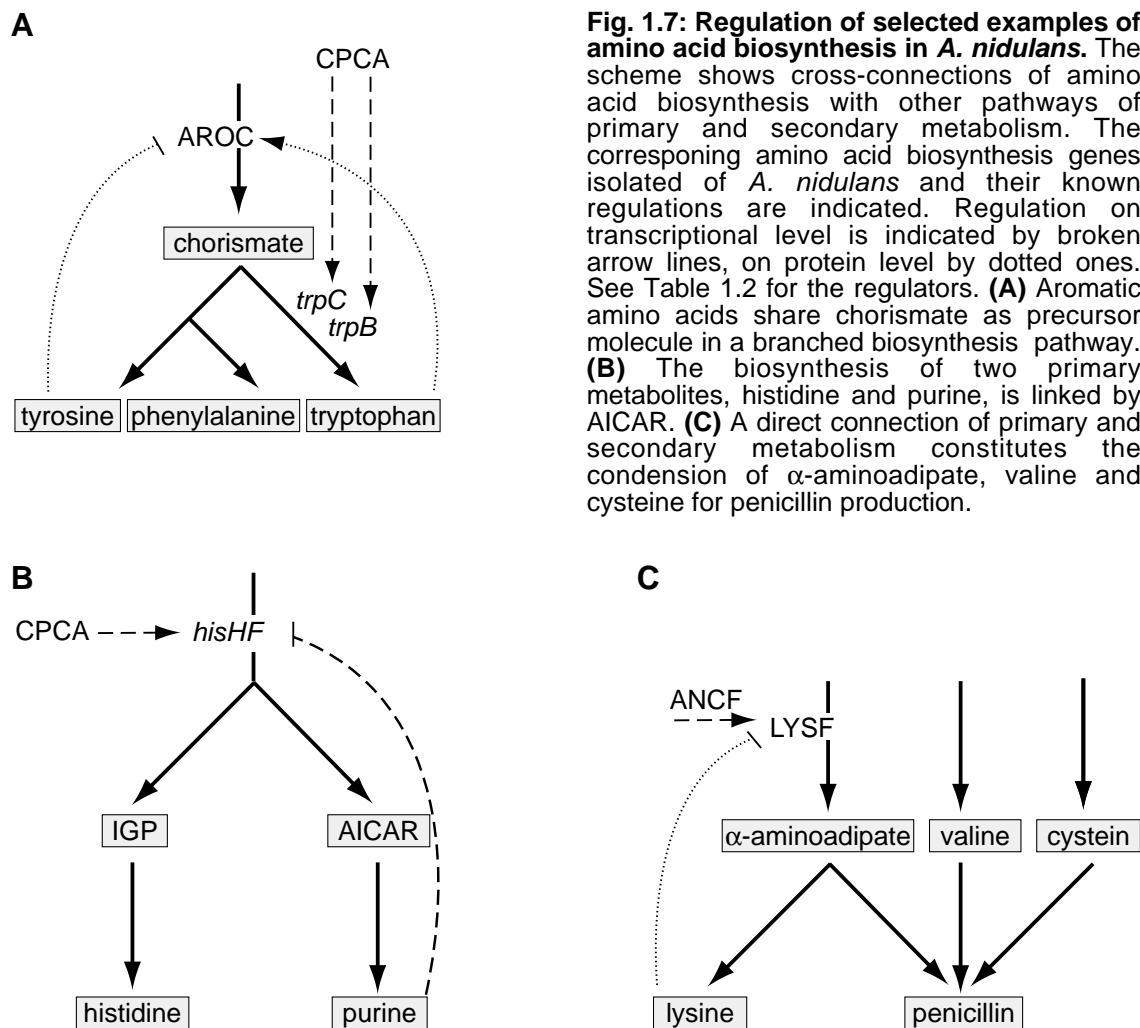 A
CPCA
AROC
chorismate
trpC
trpB
tyrosine phenylalanine tryptophan
Fig. 1.7: Regulation of selected examples of
amino acid biosynthesis in A. nidulans. The
scheme shows cross-connections of amino
acid biosynthesis with other pathways of
primary and secondary metabolism. The
corresponing amino acid biosynthesis genes
isolated of A. nidulans and their known
regulations are indicated. Regulation on
transcriptional level is indicated by broken
arrow lines, on protein level by dotted ones.
See Table 1.2 for the regulators. (A) Aromatic
amino acids share chorismate as precursor
molecule in a branched biosynthesis pathway.
(B) The biosynthesis of two primary
metabolites, histidine and purine, is linked by
AICAR. (C) A direct connection of primary and
secondary metabolism constitutes the
condension of α-aminoadipate, valine and
cysteine for penicillin production.
B
CPCA
hisHF
IGP
AICAR
histidine
purine
C
ANCF
LYSF
α-aminoadipate valine cystein
lysine
penicillin